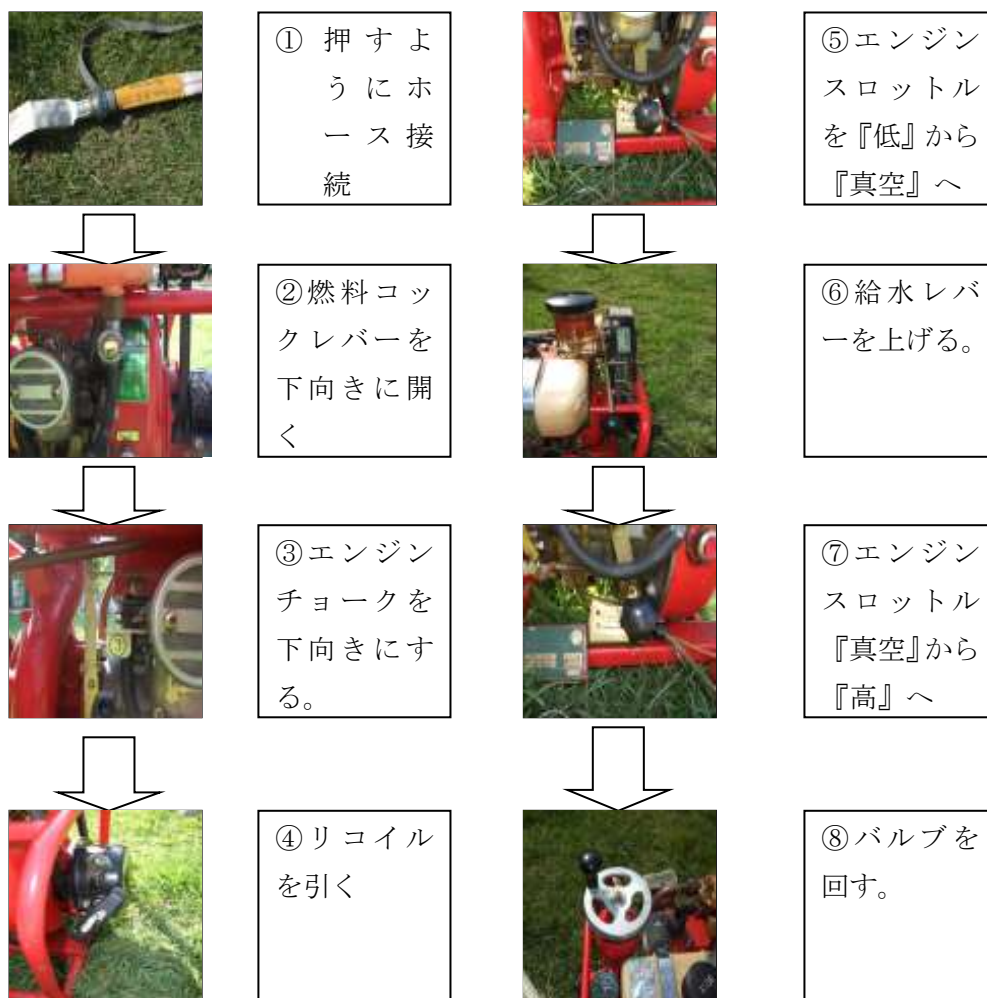 ① 押すよ
うにホ
ース接
続
②燃料コッ
クレバーを
下向きに開
く
③エンジン
チョークを
下向きにす
る。
④リコイル
を引く
⑤エンジン
スロットル
を『低』から
『真空』へ
⑥給水レバ
ーを上げる。
⑦エンジン
スロットル
『真空』から
『高』へ
⑧バルブを
回す。